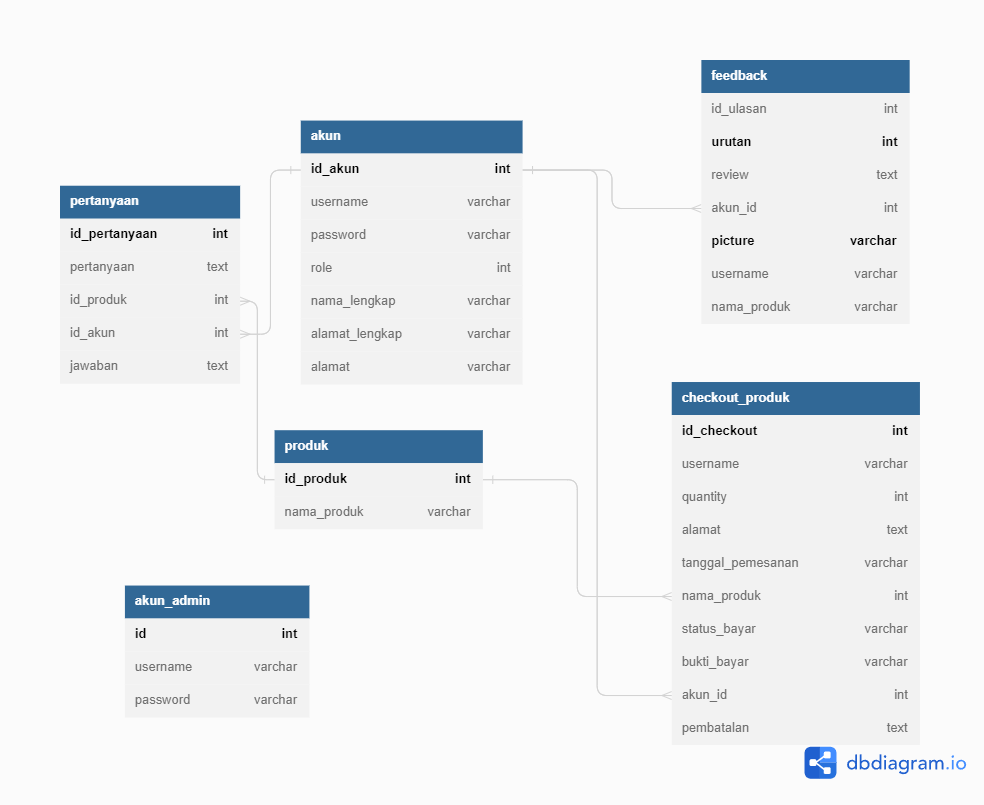 feedback
id_ulasan int
urutan int
review text
akun_id int
picture varchar
username varchar
nama_produk varchar
akun
id_akun int
username varchar
password varchar
role int
nama_lengkap varchar
alamat_lengkap varchar
alamat varchar
pertanyaan
id_pertanyaan int
pertanyaan text
id_produk int
id_akun int
jawaban text
produk
id_produk int
nama_produk varchar
checkout_produk
id_checkout int
username varchar
quantity int
alamat text
tanggal_pemesanan varchar
nama_produk int
status_bayar varchar
bukti_bayar varchar
akun_id int
pembatalan text
akun_admin
id int
username varchar
password varchar
dbdiagram.io